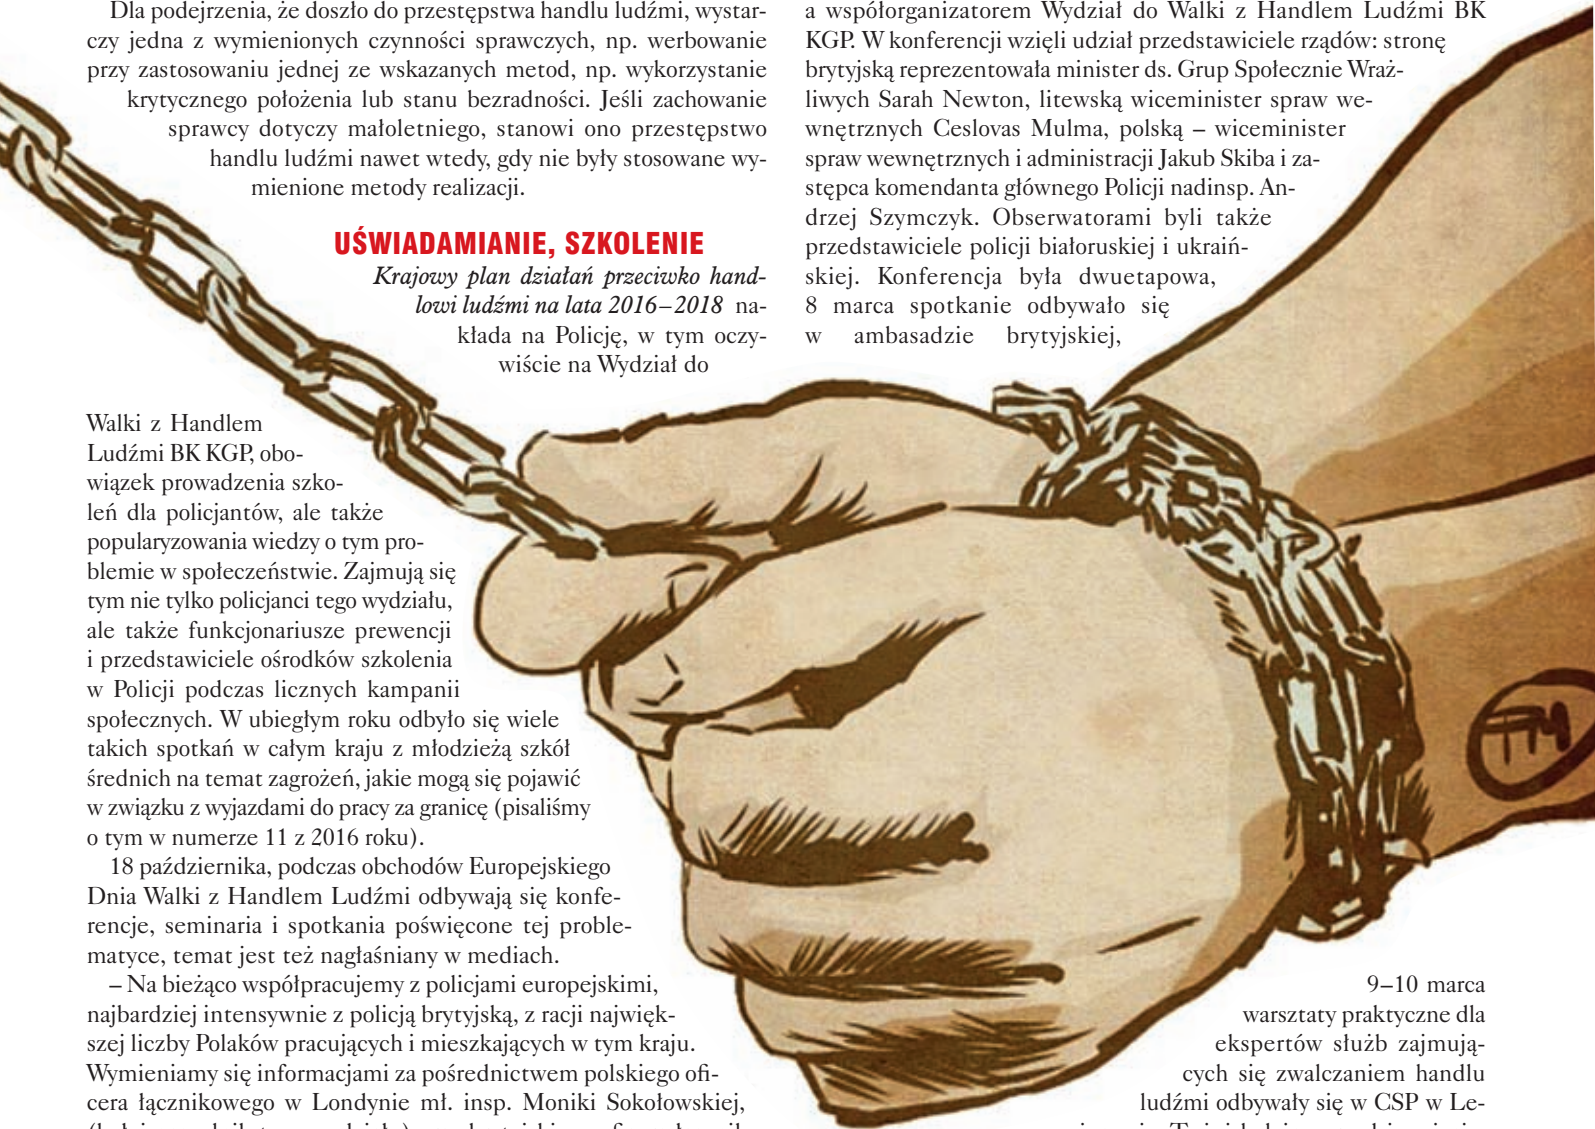 Dla podejrzenia, że doszło do przestępstwa handlu ludźmi, wystar-
czy jedna z wymienionych czynności sprawczych, np. werbowanie
przy zastosowaniu jednej ze wskazanych metod, np. wykorzystanie
krytycznego położenia lub stanu bezradności. Jeśli zachowanie
sprawcy dotyczy małoletniego, stanowi ono przestępstwo
handlu ludźmi nawet wtedy, gdy nie były stosowane wy-
mienione metody realizacji.
UŚWIADAMIANIE, SZKOLENIE
Krajowy plan działań przeciwko hand-
lowi ludźmi na lata 2016–2018 na-
kłada na Policję, w tym oczy-
wiście na Wydział do
Walki z Handlem
Ludźmi BK KGP, obo-
wiązek prowadzenia szko-
leń dla policjantów, ale także
popularyzowania wiedzy o tym pro-
blemie w społeczeństwie. Zajmują się
tym nie tylko policjanci tego wydziału,
ale także funkcjonariusze prewencji
i przedstawiciele ośrodków szkolenia
w Policji podczas licznych kampanii
społecznych. W ubiegłym roku odbyło się wiele
takich spotkań w całym kraju z młodzieżą szkół
średnich na temat zagrożeń, jakie mogą się pojawić
w związku z wyjazdami do pracy za granicę (pisaliśmy
o tym w numerze 11 z 2016 roku).
18 października, podczas obchodów Europejskiego
Dnia Walki z Handlem Ludźmi odbywają się konfe-
rencje, seminaria i spotkania poświęcone tej proble-
matyce, temat jest też nagłaśniany w mediach.
– Na bieżąco współpracujemy z policjami europejskimi,
najbardziej intensywnie z policją brytyjską, z racji najwięk-
szej liczby Polaków pracujących i mieszkających w tym kraju.
Wymieniamy się informacjami za pośrednictwem polskiego ofi-
cera łącznikowego w Londynie mł. insp. Moniki Sokołowskiej,
a współorganizatorem Wydział do Walki z Handlem Ludźmi BK
KGP. W konferencji wzięli udział przedstawiciele rządów: stronę
brytyjską reprezentowała minister ds. Grup Społecznie Wraż-
liwych Sarah Newton, litewską wiceminister spraw we-
wnętrznych Ceslovas Mulma, polską – wiceminister
spraw wewnętrznych i administracji Jakub Skiba i za-
stępca komendanta głównego Policji nadinsp. An-
drzej Szymczyk. Obserwatorami byli także
przedstawiciele policji białoruskiej i ukraiń-
skiej. Konferencja była dwuetapowa,
8 marca spotkanie odbywało się
w ambasadzie brytyjskiej,
9–10 marca
warsztaty praktyczne dla
ekspertów służb zajmują-
cych się zwalczaniem handlu
ludźmi odbywały się w CSP w Le-